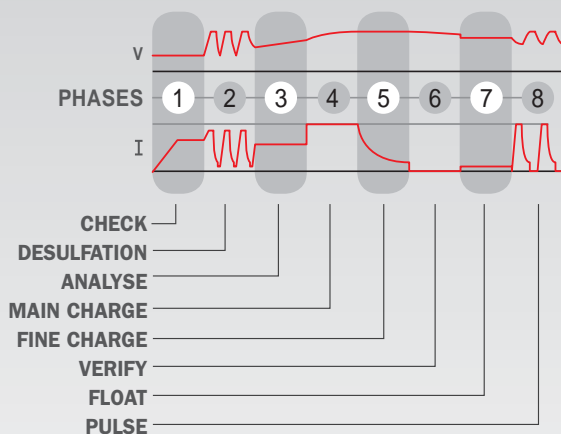 V
PHASES 1 2 3 4 5 6 7 8
I
CHECK
DESULFATION
ANALYSE
MAIN CHARGE
FINE CHARGE
VERIFY
FLOAT
PULSE